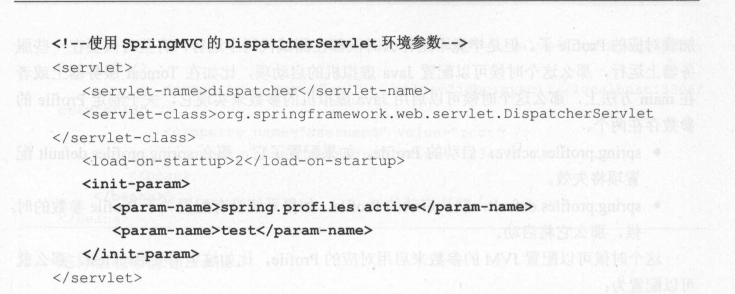 <!--使用 SpringMVC 的 DispatcherServlet 环境参数-->
<servlet>
<servlet-name>dispatcher</servlet-name>
<servlet-class>org.springframework.web.servlet.DispatcherServlet
</servlet-class>
<load-on-startup>2</load-on-startup>
<init-param>
<param-name>spring.profiles.active</param-name>
<param-name>test</param-name>
</init-param>
</servlet>